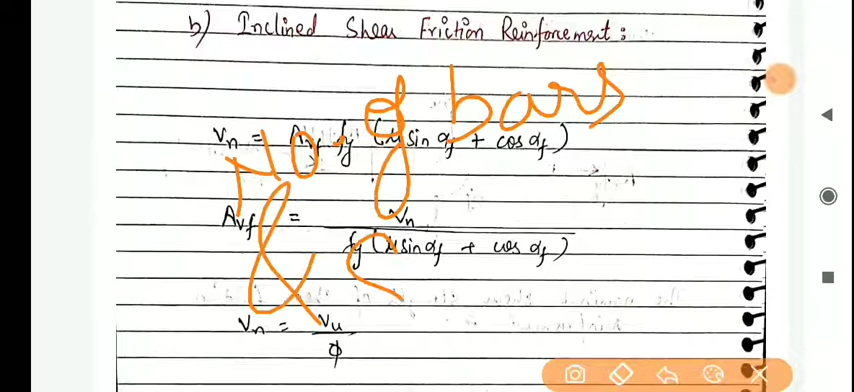 b) Inclined Shear Friction Reinforcement :
Vn = Avf fy (μ sin αf + cos αf)
Avf = Vn / fy (μ sin αf + cos αf)
Vn = Vu / φ
No of bars
&